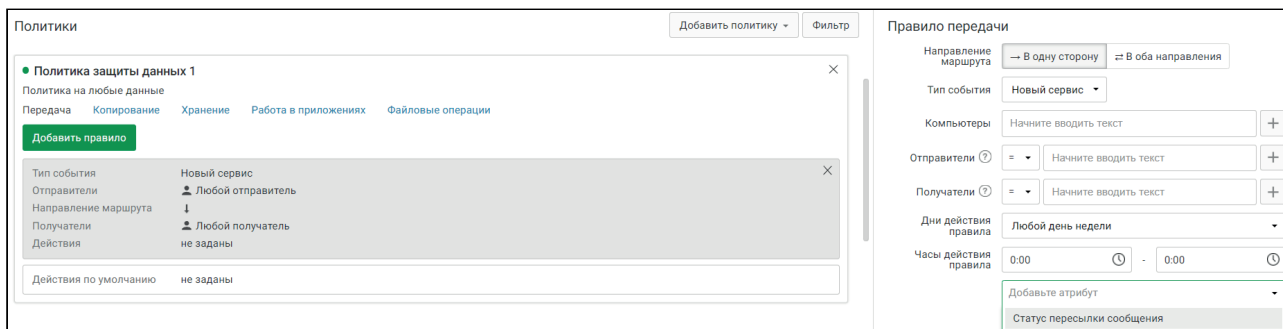 Политики
Добавить политику
Фильтр
Политика защиты данных 1
Политика на любые данные
Передача Копирование Хранение Работа в приложениях Файловые операции
Добавить правило
Тип события Новый сервис
Отправители Любой отправитель
Направление маршрута ↓
Получатели Любой получатель
Действия не заданы
Действия по умолчанию не заданы
Правило передачи
Направление
маршрута
→ В одну сторону ⇄ В оба направления
Тип события Новый сервис
Компьютеры Начните вводить текст +
Отправители ? = Начните вводить текст +
Получатели ? = Начните вводить текст +
Дни действия
правила
Любой день недели
Часы действия
правила
0:00 - 0:00
Добавьте атрибут
Статус пересылки сообщения